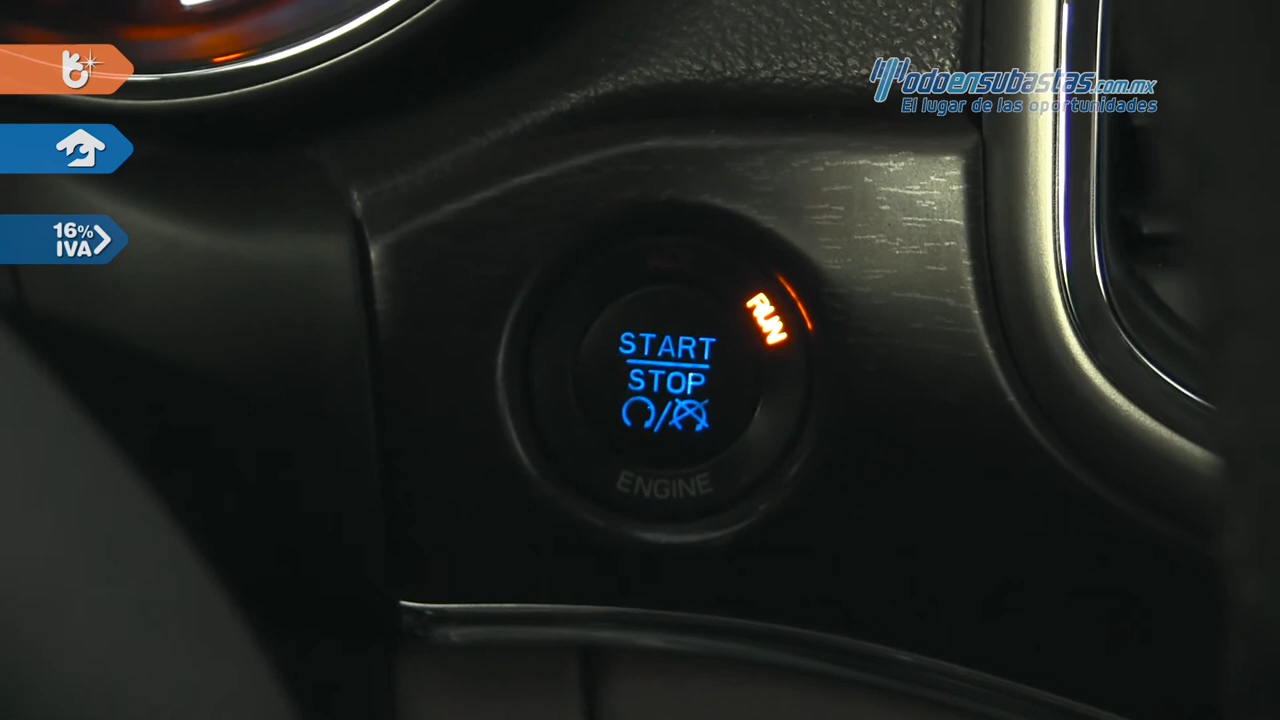 Todoensubastas.com.mx
El lugar de las oportunidades
16%
IVA
RUN
START
STOP
ENGINE